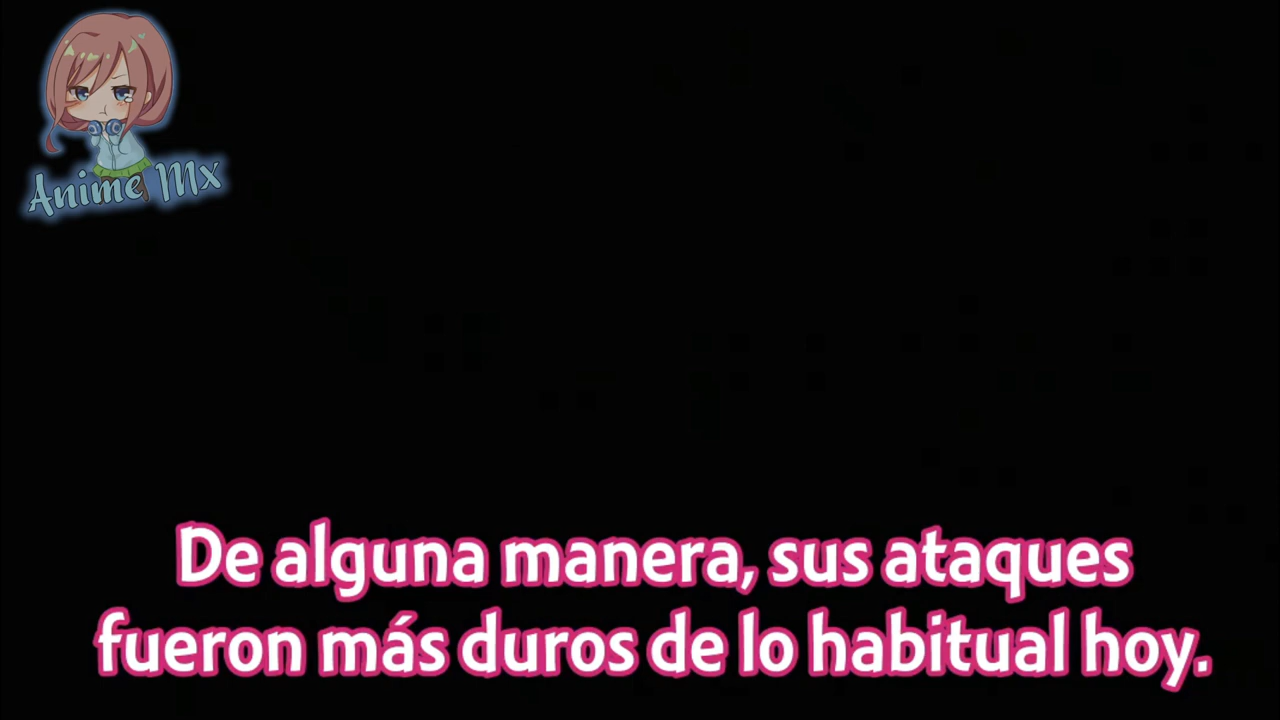 Anime Mx
De alguna manera, sus ataques
fueron más duros de lo habitual hoy.